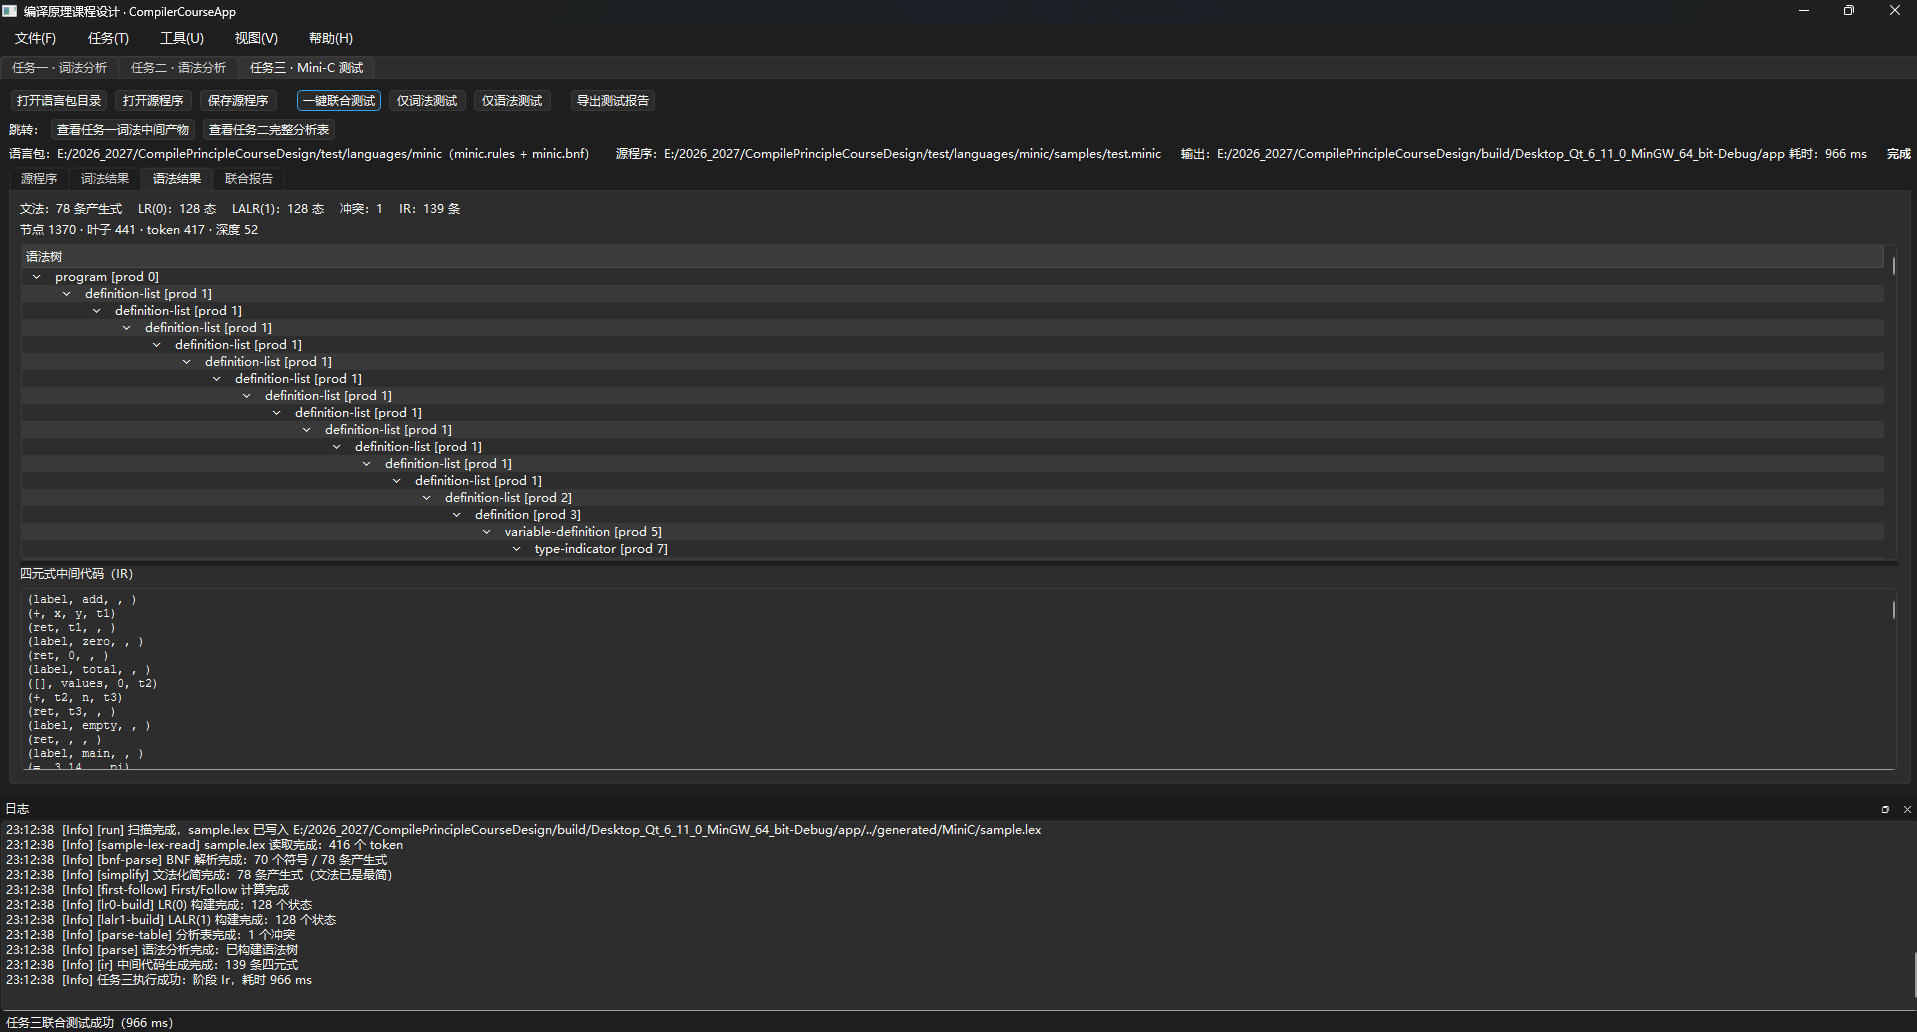 编译原理课程设计 · CompilerCourseApp
文件(F) 任务(T) 工具(U) 视图(V) 帮助(H)
任务一 · 词法分析 任务二 · 语法分析 任务三 · Mini-C 测试
打开语言包目录 打开源程序 保存源程序 一键联合测试 仅词法测试 仅语法测试 导出测试报告
跳转： 查看任务一词法中间产物 查看任务二完整分析表
语言包：E:/2026_2027/CompilePrincipleCourseDesign/test/languages/minic（minic.rules + minic.bnf） 源程序：E:/2026_2027/CompilePrincipleCourseDesign/test/languages/minic/samples/test.minic 输出：E:/2026_2027/CompilePrincipleCourseDesign/build/Desktop_Qt_6_11_0_MinGW_64_bit-Debug/app 耗时：966 ms 完成
源程序 词法结果 语法结果 联合报告
文法：78 条产生式 LR(0)：128 态 LALR(1)：128 态 冲突：1 IR：139 条
节点 1370 · 叶子 441 · token 417 · 深度 52
语法树
program [prod 0]
definition-list [prod 1]
definition-list [prod 1]
definition-list [prod 1]
definition-list [prod 1]
definition-list [prod 1]
definition-list [prod 1]
definition-list [prod 1]
definition-list [prod 1]
definition-list [prod 1]
definition-list [prod 1]
definition-list [prod 1]
definition-list [prod 1]
definition-list [prod 2]
definition [prod 3]
variable-definition [prod 5]
type-indicator [prod 7]
四元式中间代码（IR）
(label, add, , )
(+, x, y, t1)
(ret, t1, , )
(label, zero, , )
(ret, 0, , )
(label, total, , )
([], values, 0, t2)
(+, t2, n, t3)
(ret, t3, , )
(label, empty, , )
(ret, , , )
(label, main, , )
(=, 3.14, , pi)
日志
23:12:38 [Info] [run] 扫描完成，sample.lex 已写入 E:/2026_2027/CompilePrincipleCourseDesign/build/Desktop_Qt_6_11_0_MinGW_64_bit-Debug/app/../generated/MiniC/sample.lex
23:12:38 [Info] [sample-lex-read] sample.lex 读取完成：416 个 token
23:12:38 [Info] [bnf-parse] BNF 解析完成：70 个符号 / 78 条产生式
23:12:38 [Info] [simplify] 文法化简完成：78 条产生式（文法已是最简）
23:12:38 [Info] [first-follow] First/Follow 计算完成
23:12:38 [Info] [lr0-build] LR(0) 构建完成：128 个状态
23:12:38 [Info] [lalr1-build] LALR(1) 构建完成：128 个状态
23:12:38 [Info] [parse-table] 分析表完成：1 个冲突
23:12:38 [Info] [parse] 语法分析完成：已构建语法树
23:12:38 [Info] [ir] 中间代码生成完成：139 条四元式
23:12:38 [Info] 任务三执行成功：阶段 Ir，耗时 966 ms
任务三联合测试成功（966 ms）